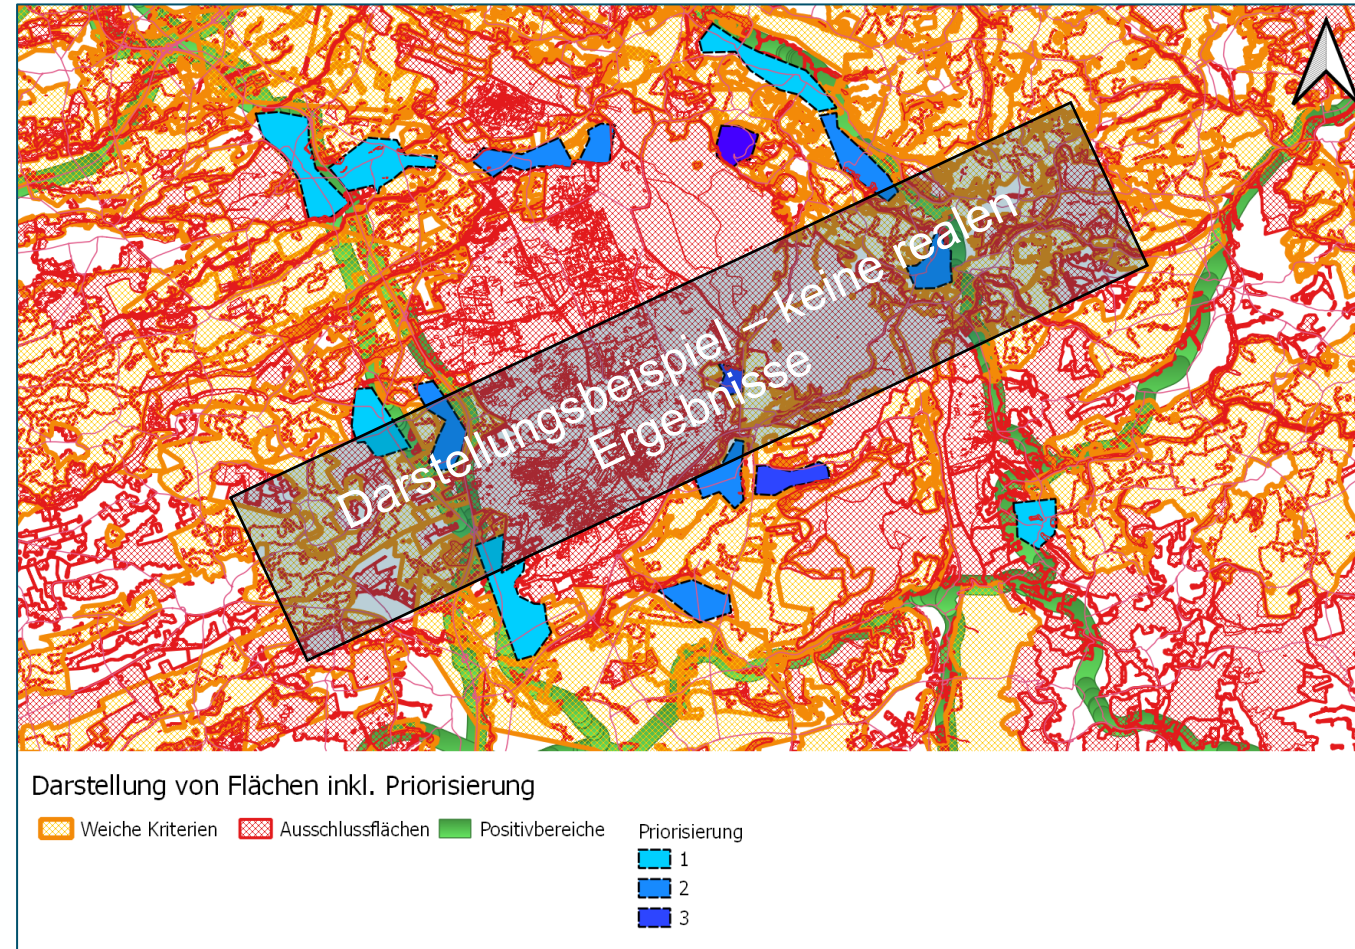 Darstellungsbeispiel – keine realen
Ergebnisse
Darstellung von Flächen inkl. Priorisierung
Weiche Kriterien
Ausschlussflächen
Positivbereiche
Priorisierung
1
2
3